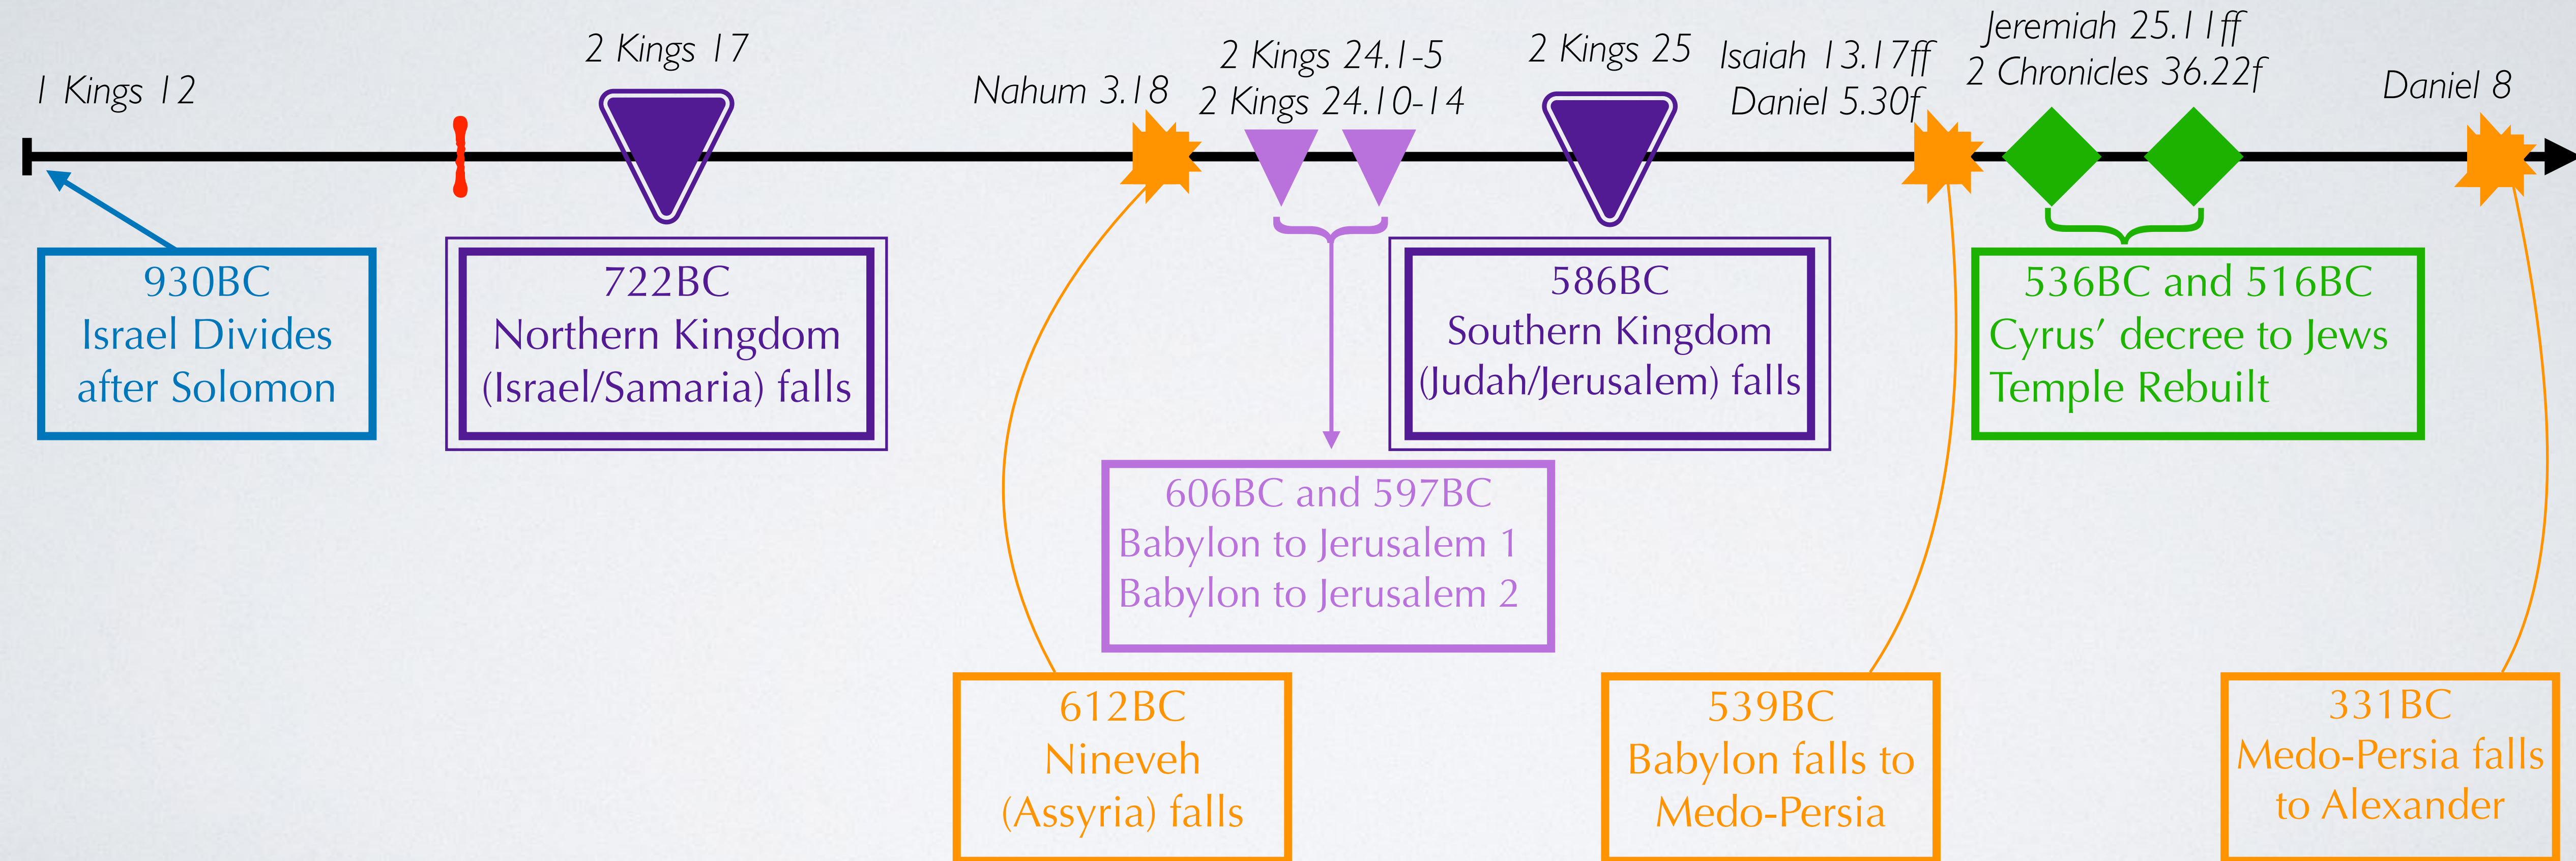 1 Kings 12
2 Kings 17
Nahum 3.18
2 Kings 24.1-5
2 Kings 24.10-14
2 Kings 25
Isaiah 13.17ff
Daniel 5.30f
Jeremiah 25.11ff
2 Chronicles 36.22f
Daniel 8
930BC
Israel Divides
after Solomon
722BC
Northern Kingdom
(Israel/Samaria) falls
586BC
Southern Kingdom
(Judah/Jerusalem) falls
536BC and 516BC
Cyrus’ decree to Jews
Temple Rebuilt
606BC and 597BC
Babylon to Jerusalem 1
Babylon to Jerusalem 2
612BC
Nineveh
(Assyria) falls
539BC
Babylon falls to
Medo-Persia
331BC
Medo-Persia falls
to Alexander